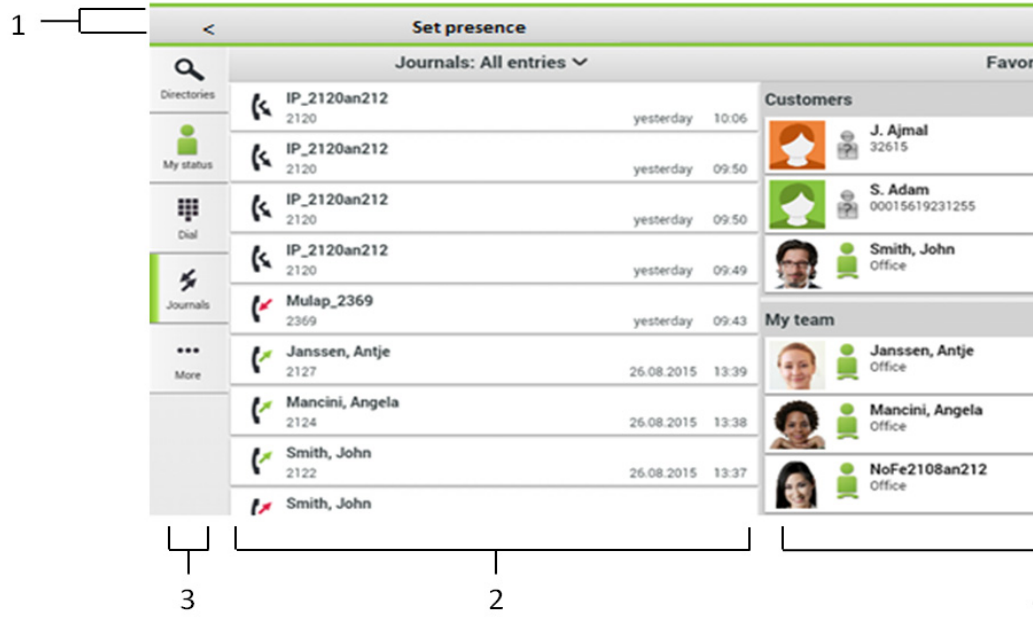 1
< Set presence
Directories
My status
Dial
Journals
More
Journals: All entries
IP_2120an212
2120 yesterday 10:06
IP_2120an212
2120 yesterday 09:50
IP_2120an212
2120 yesterday 09:50
IP_2120an212
2120 yesterday 09:49
Mulap_2369
2369 yesterday 09:43
Janssen, Antje
2127 26.08.2015 13:39
Mancini, Angela
2124 26.08.2015 13:38
Smith, John
2122 26.08.2015 13:37
Smith, John
Favor
Customers
J. Ajmal
32615
S. Adam
00015619231255
Smith, John
Office
My team
Janssen, Antje
Office
Mancini, Angela
Office
NoFe2108an212
Office
3
2